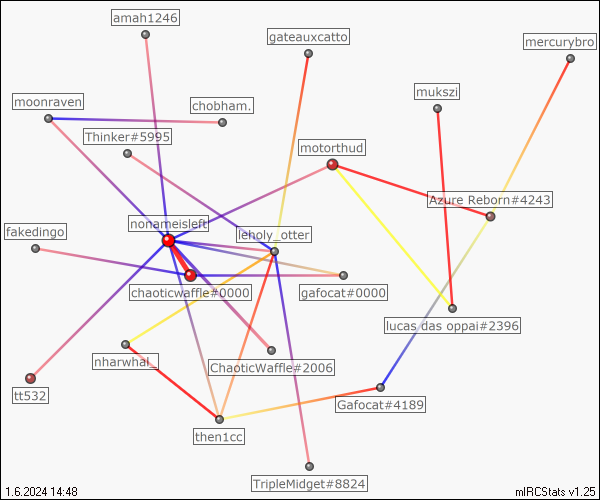 amah1246
gateauxcatto
mercurybro
mukszi
moonraven
chobham.
Thinker#5995
motorthud
Azure Reborn#4243
nonameisleft
leholy_otter
fakedingo
chaoticwaffle#0000
gafocat#0000
lucas das oppai#2396
nharwhal_
ChaoticWaffle#2006
tt532
Gafocat#4189
then1cc
TripleMidget#8824
1.6.2024 14:48
mIRCStats v1.25